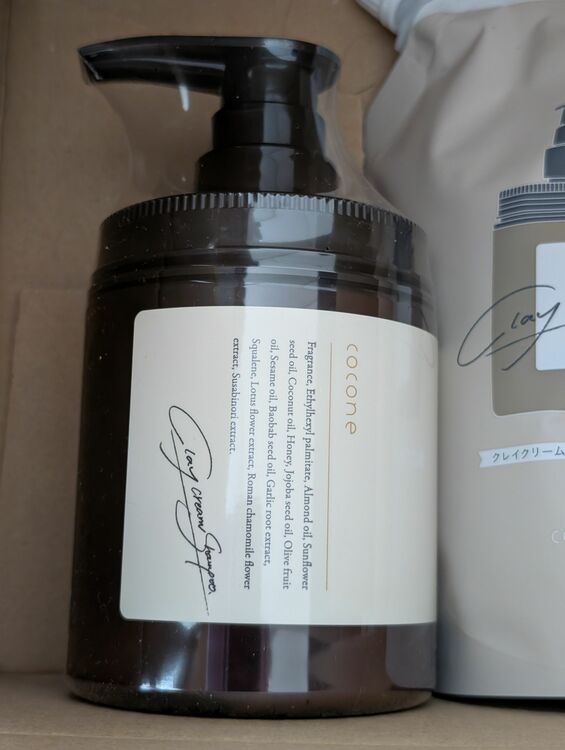 cocone
Fragrance, Ethylhexyl palmitate, Almond oil, Sunflower
seed oil, Coconut oil, Honey, Jojoba seed oil, Olive fruit
oil, Sesame oil, Baobab seed oil, Garlic root extract,
Squalene, Lotus flower extract, Roman chamomile flower
extract, Susabinori extract.
Clay cream Shampoo
Clay
クレイクリーム